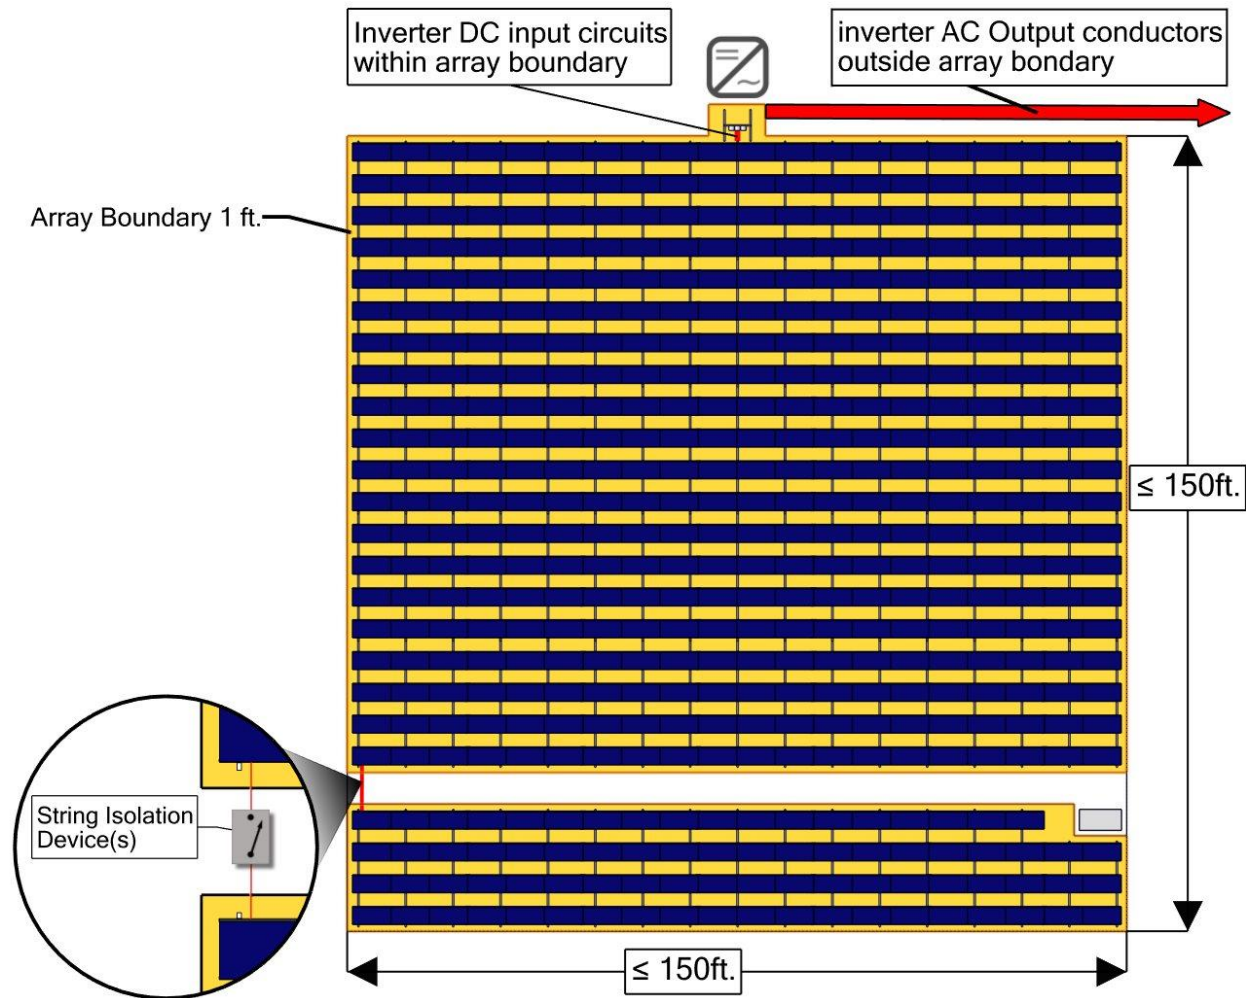 Inverter DC input circuits
within array boundary
inverter AC Output conductors
outside array bondary
Array Boundary 1 ft.
≤ 150ft.
String Isolation
Device(s)
≤ 150ft.